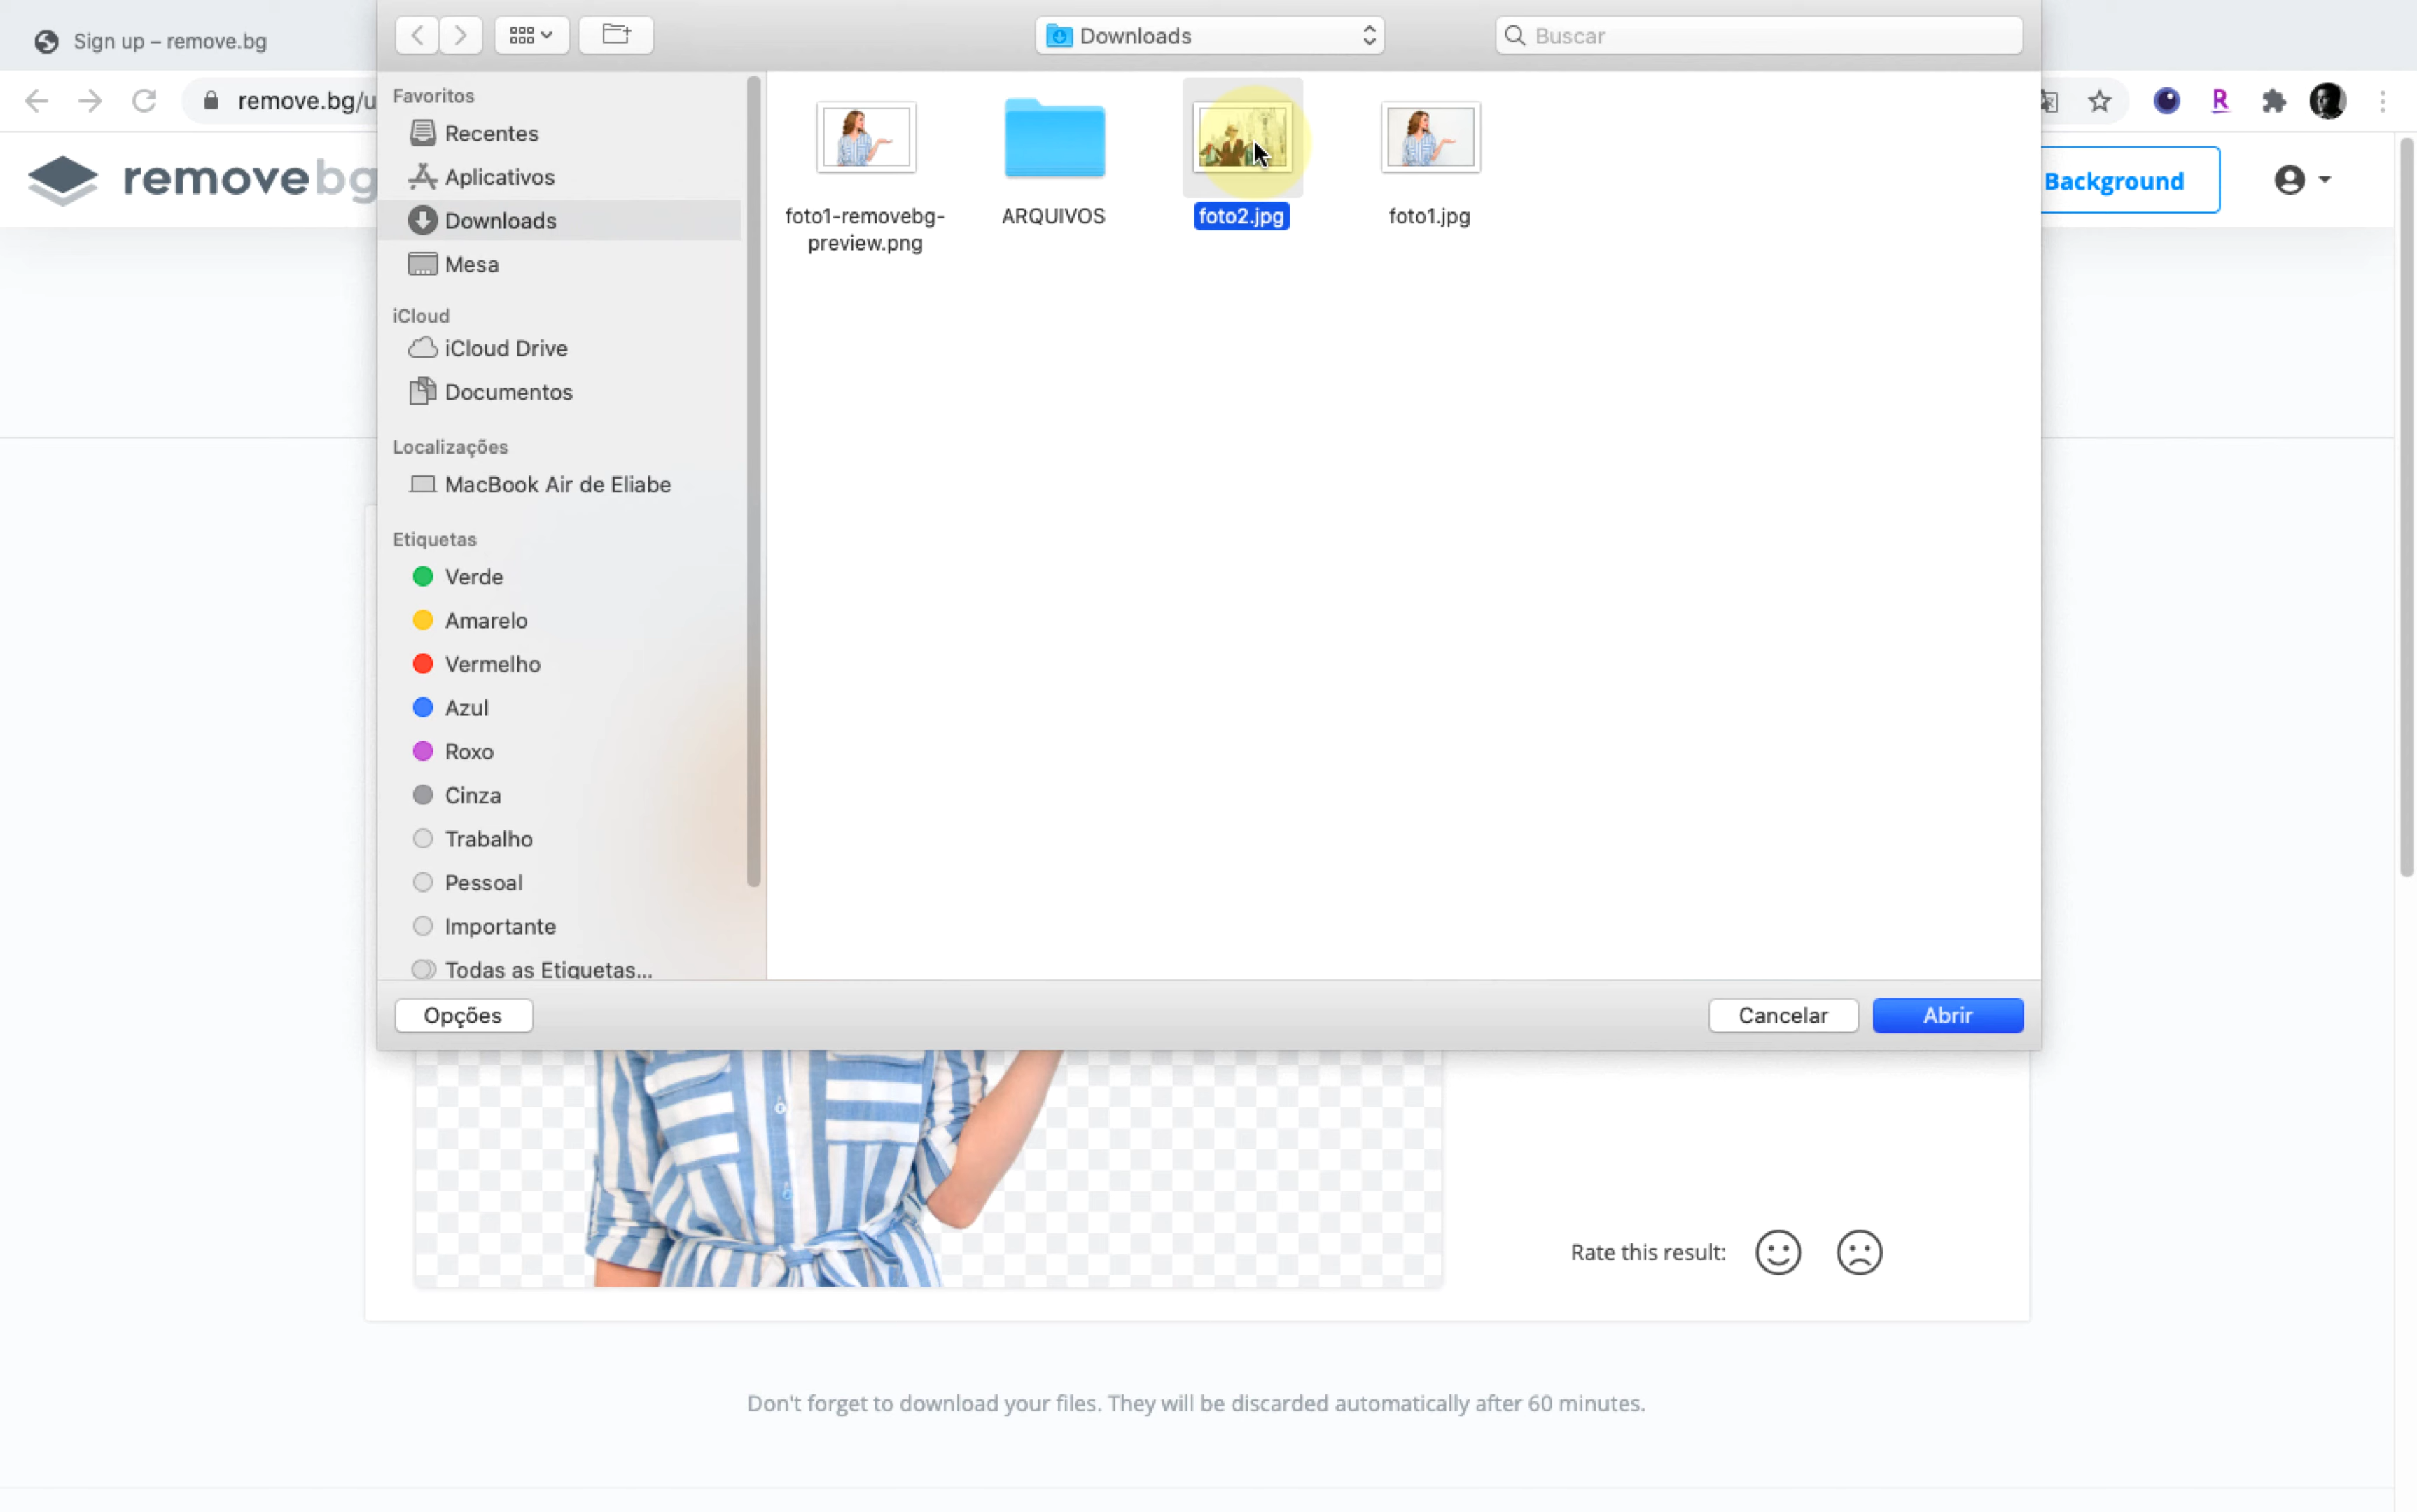 Sign up – remove.bg
Downloads
Buscar
remove.bg/u
removebg
Background
Favoritos
Recentes
Aplicativos
Downloads
Mesa
iCloud
iCloud Drive
Documentos
Localizações
MacBook Air de Eliabe
Etiquetas
Verde
Amarelo
Vermelho
Azul
Roxo
Cinza
Trabalho
Pessoal
Importante
Todas as Etiquetas...
foto1-removebg-
preview.png
ARQUIVOS
foto2.jpg
foto1.jpg
Opções
Cancelar
Abrir
Rate this result:
Don't forget to download your files. They will be discarded automatically after 60 minutes.